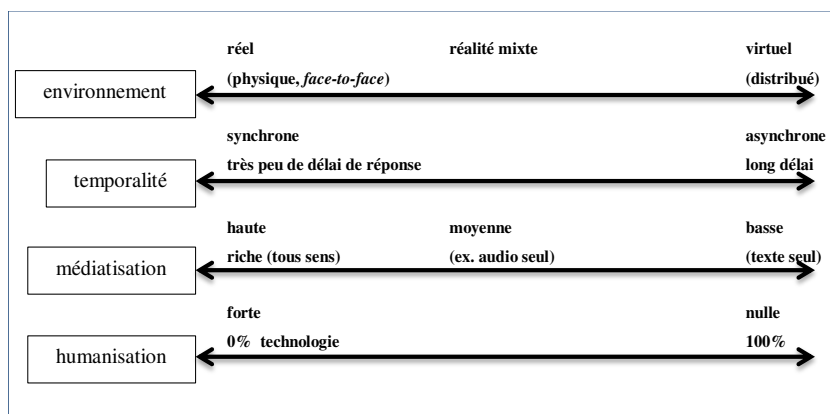 réel réalité mixte virtuel
(physique, face-to-face) (distribué)
environnement
synchrone asynchrone
très peu de délai de réponse long délai
temporalité
haute moyenne basse
riche (tous sens) (ex. audio seul) (texte seul)
médiatisation
forte nulle
0% technologie 100%
humanisation